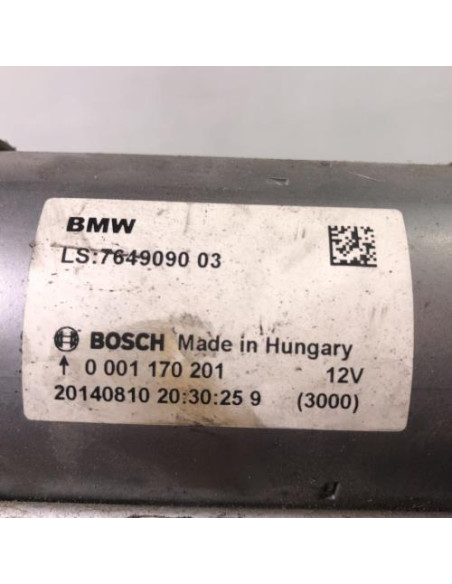 BMW
LS:7649090 03
BOSCH Made in Hungary
↑ 0 001 170 201 12V
20140810 20:30:25 9 (3000)